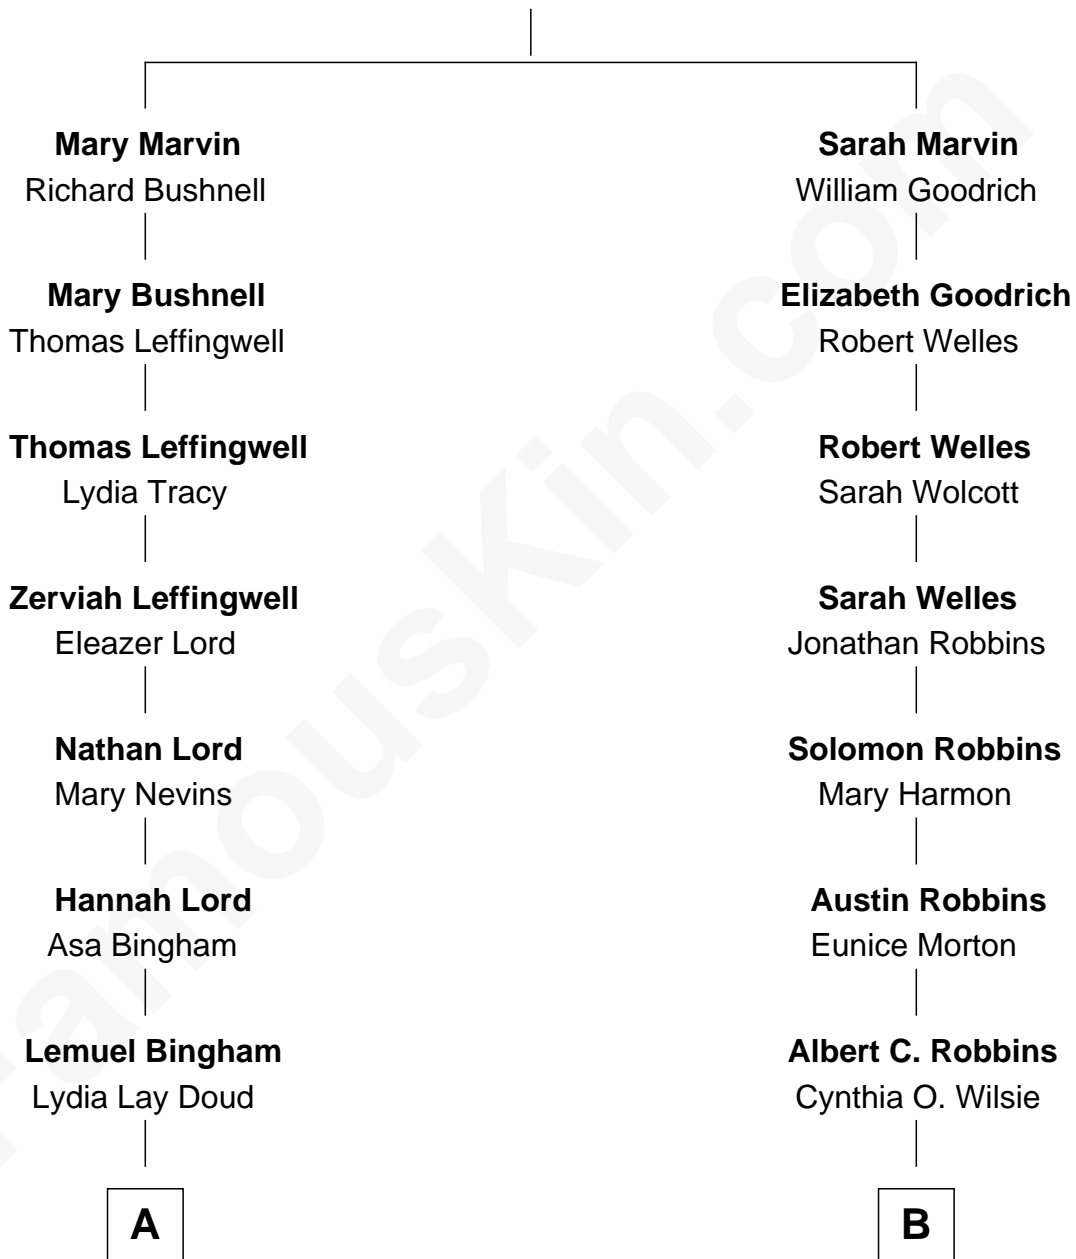 Mary Marvin
Richard Bushnell
Mary Bushnell
Thomas Leffingwell
Thomas Leffingwell
Lydia Tracy
Zerviah Leffingwell
Eleazer Lord
Nathan Lord
Mary Nevins
Hannah Lord
Asa Bingham
Lemuel Bingham
Lydia Lay Doud
A
Sarah Marvin
William Goodrich
Elizabeth Goodrich
Robert Welles
Robert Welles
Sarah Wolcott
Sarah Welles
Jonathan Robbins
Solomon Robbins
Mary Harmon
Austin Robbins
Eunice Morton
Albert C. Robbins
Cynthia O. Wilsie
B
FamousKin.com